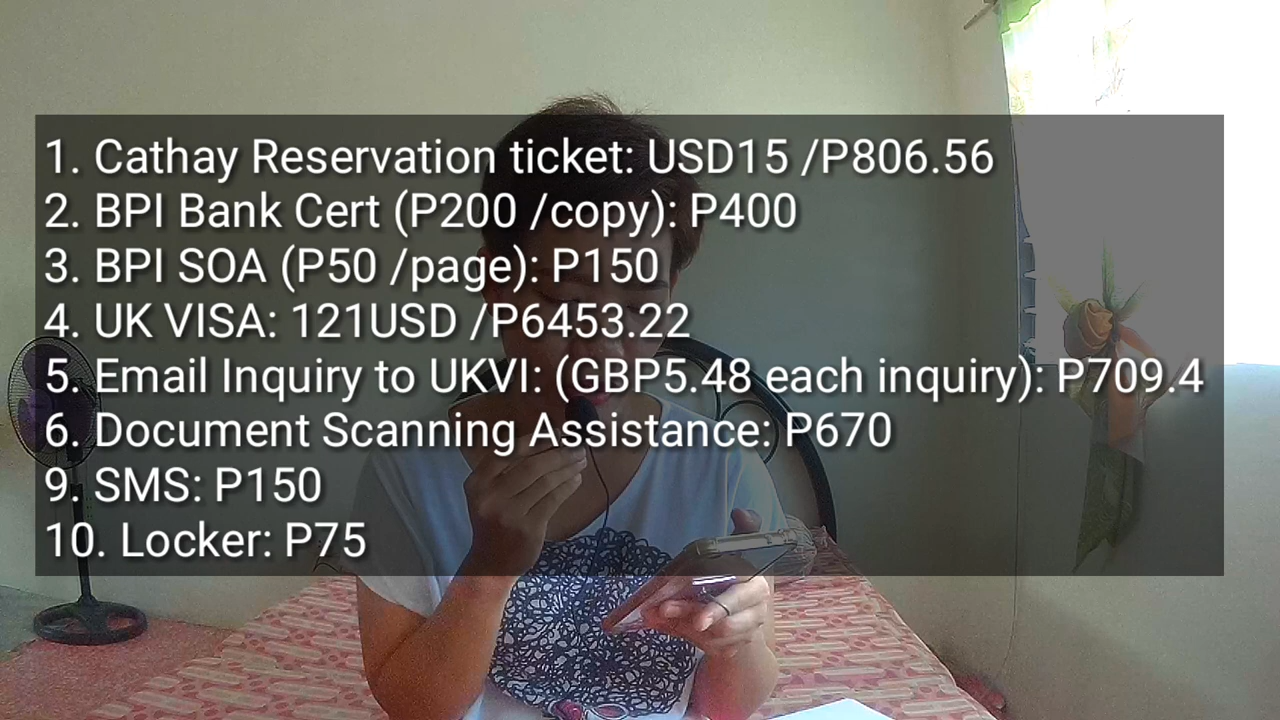 1. Cathay Reservation ticket: USD15 /P806.56
2. BPI Bank Cert (P200 /copy): P400
3. BPI SOA (P50 /page): P150
4. UK VISA: 121USD /P6453.22
5. Email Inquiry to UKVI: (GBP5.48 each inquiry): P709.4
6. Document Scanning Assistance: P670
9. SMS: P150
10. Locker: P75